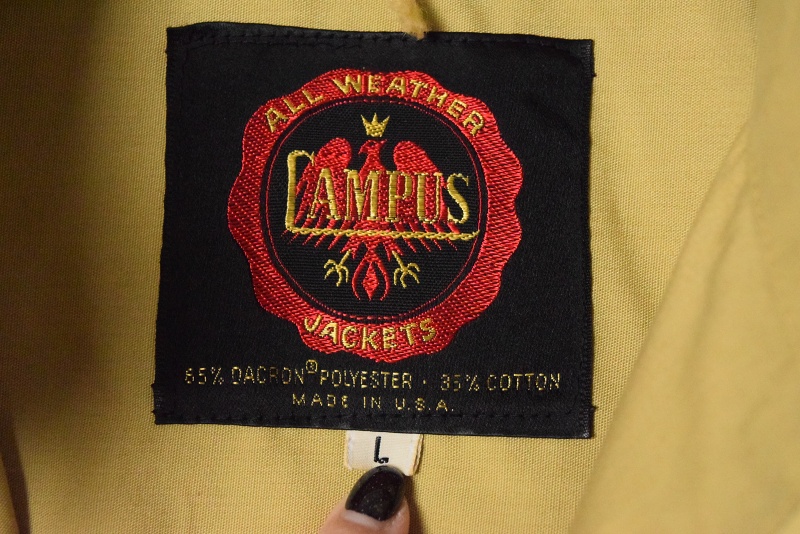 ALL WEATHER
CAMPUS
JACKETS
65% DACRON® POLYESTER · 35% COTTON
MADE IN U.S.A.
L